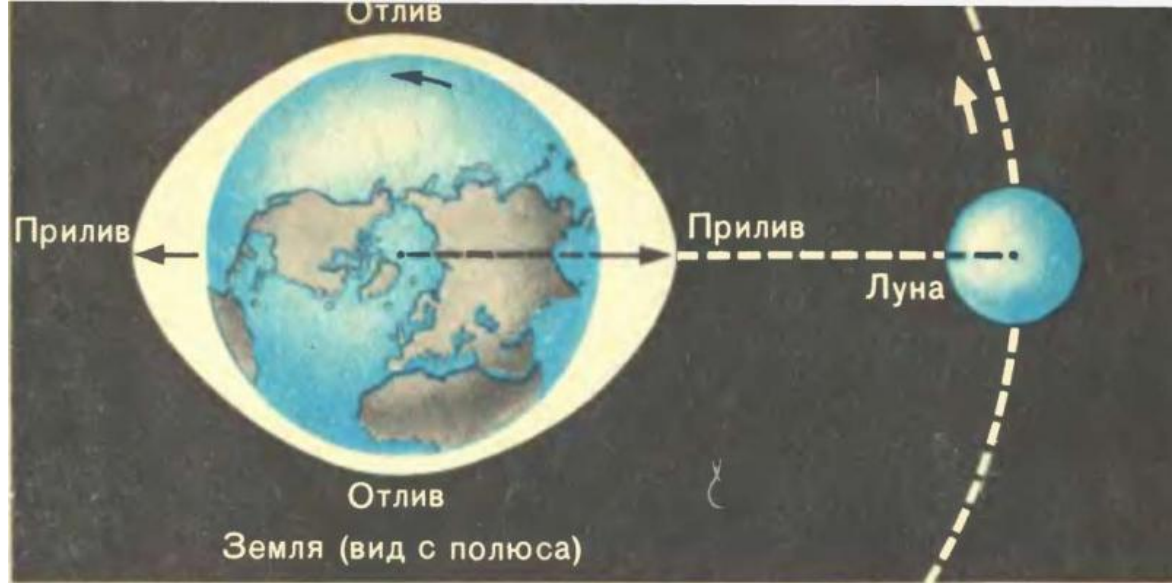 Отлив
Прилив
Прилив
Луна
Отлив
Земля (вид с полюса)